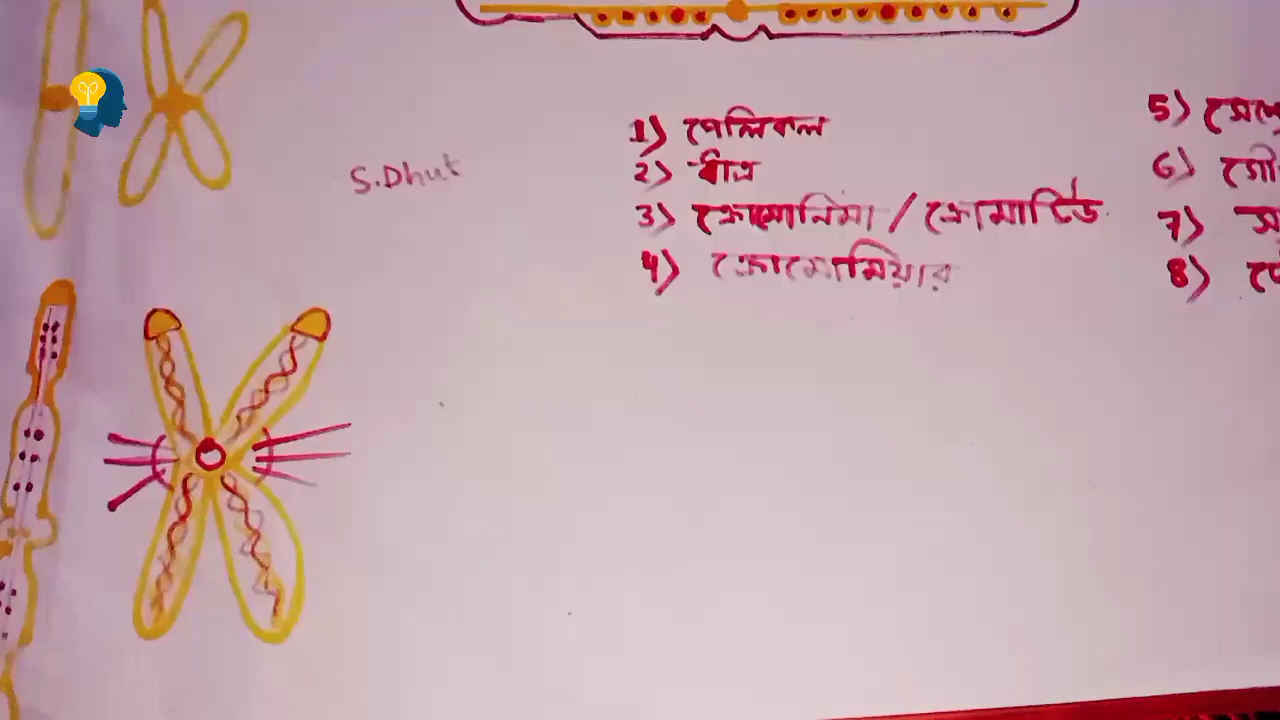 1) পেলিকল
2) ধাত্র
3) ক্রোমোনিমা / ক্রোমাটিড
4) ক্রোমোমিয়ার
5)
6)
7)
8)
S.Dhut